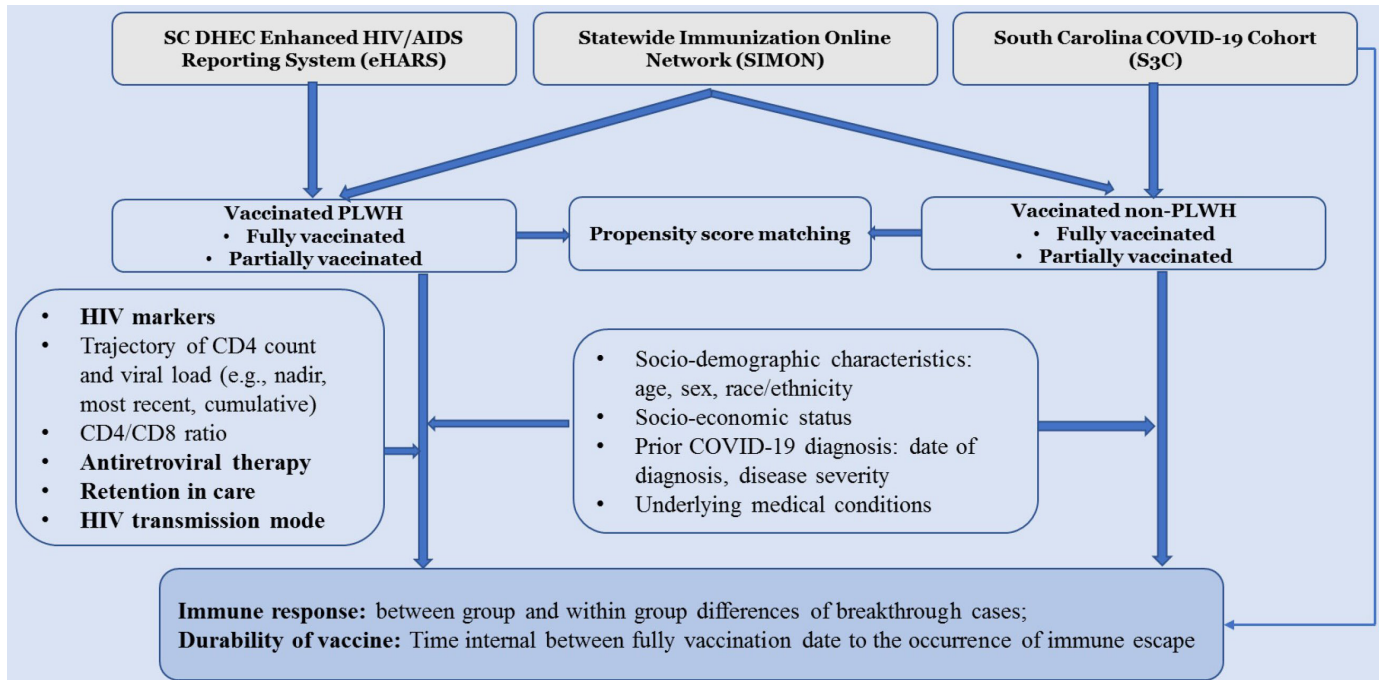 SC DHEC Enhanced HIV/AIDS
Reporting System (eHARS)
Statewide Immunization Online
Network (SIMON)
South Carolina COVID-19 Cohort
(S3C)
Vaccinated PLWH
• Fully vaccinated
• Partially vaccinated
Propensity score matching
Vaccinated non-PLWH
• Fully vaccinated
• Partially vaccinated
• HIV markers
• Trajectory of CD4 count
and viral load (e.g., nadir,
most recent, cumulative)
• CD4/CD8 ratio
• Antiretroviral therapy
• Retention in care
• HIV transmission mode
• Socio-demographic characteristics:
age, sex, race/ethnicity
• Socio-economic status
• Prior COVID-19 diagnosis: date of
diagnosis, disease severity
• Underlying medical conditions
Immune response: between group and within group differences of breakthrough cases;
Durability of vaccine: Time internal between fully vaccination date to the occurrence of immune escape